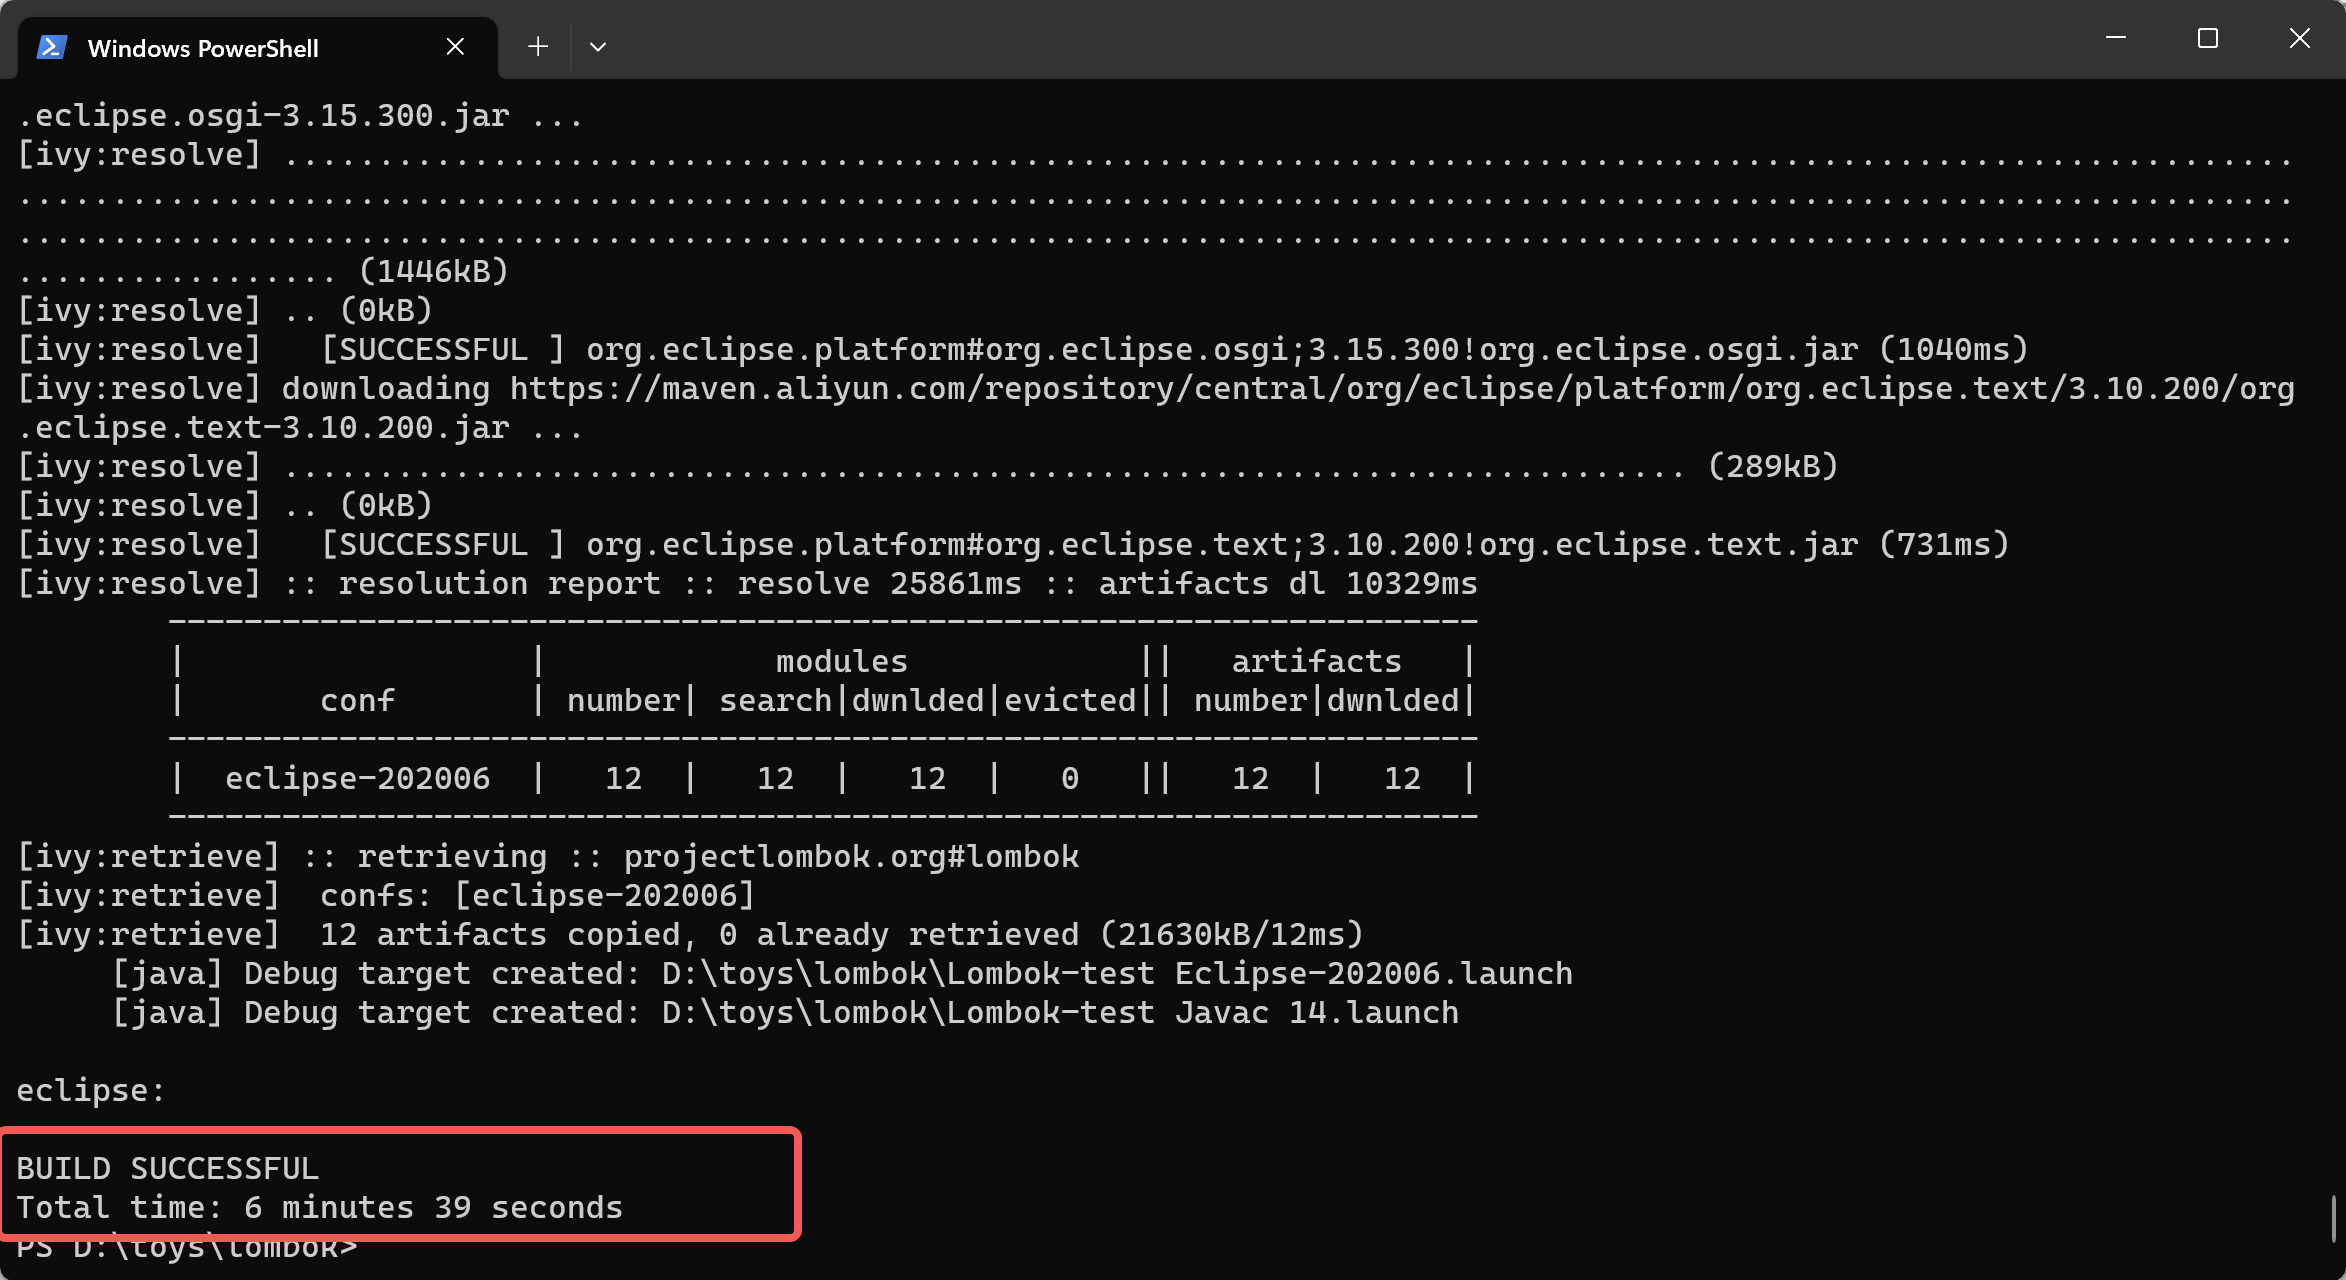 Windows PowerShell
.eclipse.osgi-3.15.300.jar ...
[ivy:resolve] ..........................................................................................................
........................................................................................................................
........................................................................................................................
................. (1446kB)
[ivy:resolve] .. (0kB)
[ivy:resolve]   [SUCCESSFUL ] org.eclipse.platform#org.eclipse.osgi;3.15.300!org.eclipse.osgi.jar (1040ms)
[ivy:resolve] downloading https://maven.aliyun.com/repository/central/org/eclipse/platform/org.eclipse.text/3.10.200/org
.eclipse.text-3.10.200.jar ...
[ivy:resolve] .......................................................................... (289kB)
[ivy:resolve] .. (0kB)
[ivy:resolve]   [SUCCESSFUL ] org.eclipse.platform#org.eclipse.text;3.10.200!org.eclipse.text.jar (731ms)
[ivy:resolve] :: resolution report :: resolve 25861ms :: artifacts dl 10329ms
        ---------------------------------------------------------------------
        |                  |            modules            ||   artifacts   |
        |       conf       | number| search|dwnlded|evicted|| number|dwnlded|
        ---------------------------------------------------------------------
        |  eclipse-202006  |   12  |   12  |   12  |   0   ||   12  |   12  |
        ---------------------------------------------------------------------
[ivy:retrieve] :: retrieving :: projectlombok.org#lombok
[ivy:retrieve]  confs: [eclipse-202006]
[ivy:retrieve]  12 artifacts copied, 0 already retrieved (21630kB/12ms)
     [java] Debug target created: D:\toys\lombok\Lombok-test Eclipse-202006.launch
     [java] Debug target created: D:\toys\lombok\Lombok-test Javac 14.launch
eclipse:
BUILD SUCCESSFUL
Total time: 6 minutes 39 seconds
PS D:\toys\lombok>